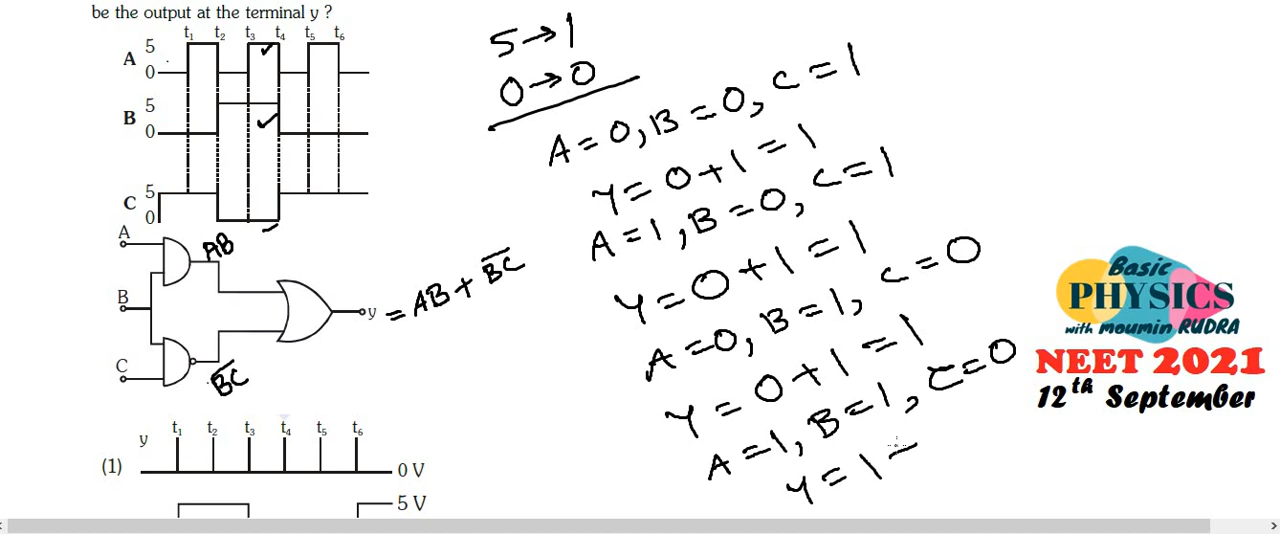 be the output at the terminal y ?
t₁ t₂ t₃ t₄ t₅ t₆
A 5 0
B 5 0
C 5 0
5→1
0→0
A=0, B=0, C=1
Y=0+1=1
A=1, B=0, C=1
Y=0+1=1
A=0, B=1, C=0
Y=0+1=1
A=1, B=1, C=0
Y=1
A
AB
B
y = AB + B̅C̅
C
B̅C̅
Basic
PHYSICS
with moumin RUDRA
NEET 2021
12th September
y t₁ t₂ t₃ t₄ t₅ t₆
(1) 0 V
5 V